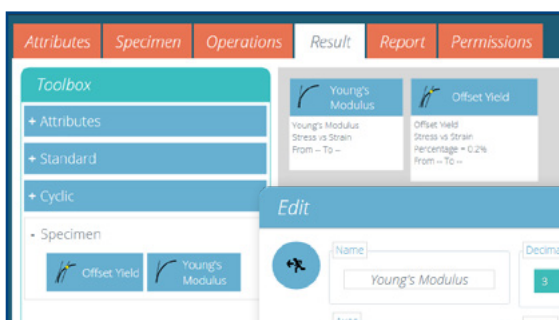 Attributes Specimen Operations Result Report Permissions
Toolbox
+ Attributes
+ Standard
+ Cyclic
- Specimen
Offset Yield
Young's
Modulus
Young's
Modulus
Young's Modulus
Stress vs Strain
From -- To --
Offset Yield
Offset Yield
Stress vs Strain
Percentage = 0.2%
From -- To --
Edit
Name
Young's Modulus
Decima
3